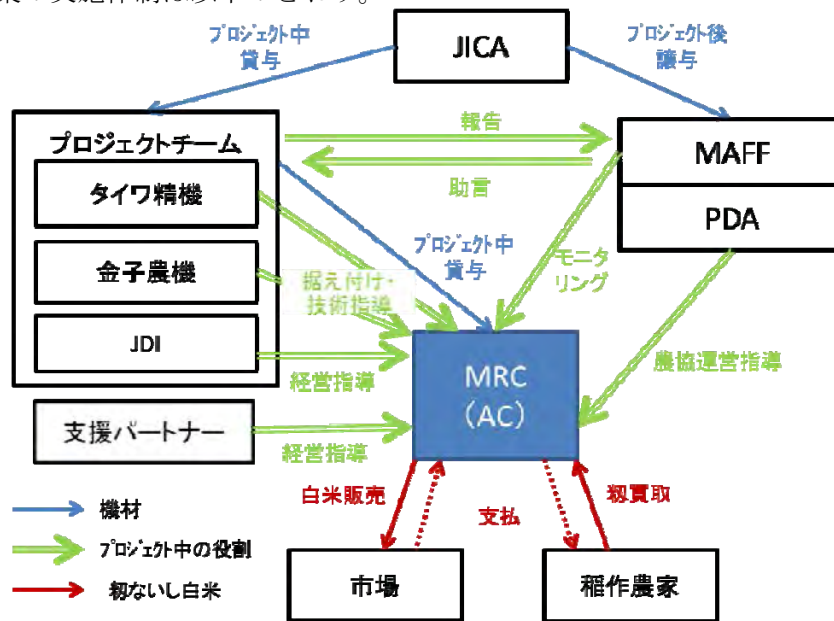 プロジェクト中
貸与
JICA
プロジェクト後
譲与
プロジェクトチーム
タイワ精機
金子農機
JDI
報告
助言
MAFF
PDA
プロジェクト中
貸与
モニタ
リング
据え付け・
技術指導
経営指導
MRC
（AC）
農協運営指導
支援パートナー
経営指導
白米販売
支払
籾買取
機材
プロジェクト中の役割
籾ないし白米
市場
稲作農家